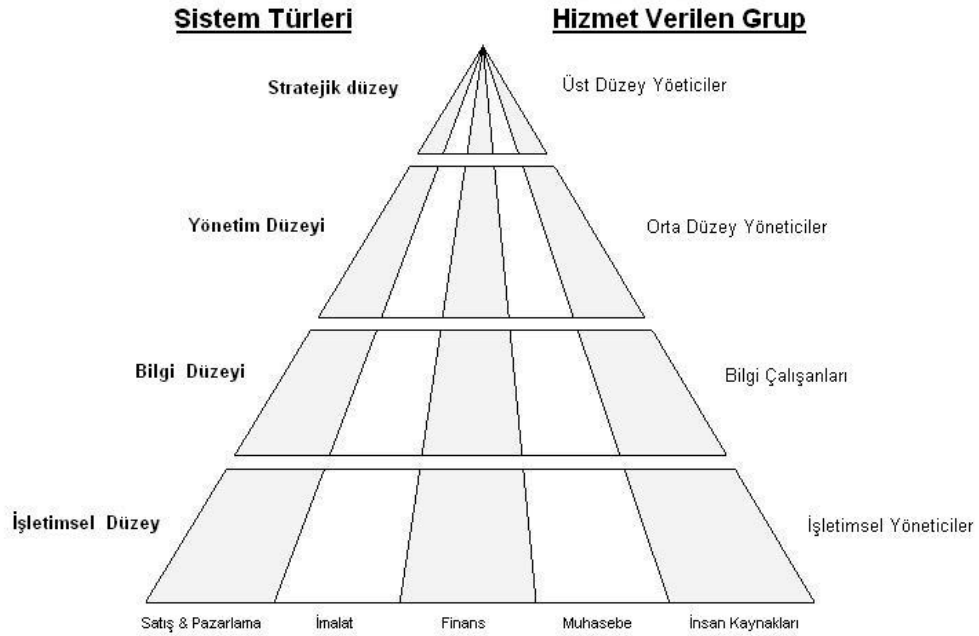 Sistem Türleri
Hizmet Verilen Grup
Stratejik düzey
Üst Düzey Yöeticiler
Yönetim Düzeyi
Orta Düzey Yöneticiler
Bilgi Düzeyi
Bilgi Çalışanları
İşletimsel Düzey
İşletimsel Yöneticiler
Satış & Pazarlama
İmalat
Finans
Muhasebe
İnsan Kaynakları